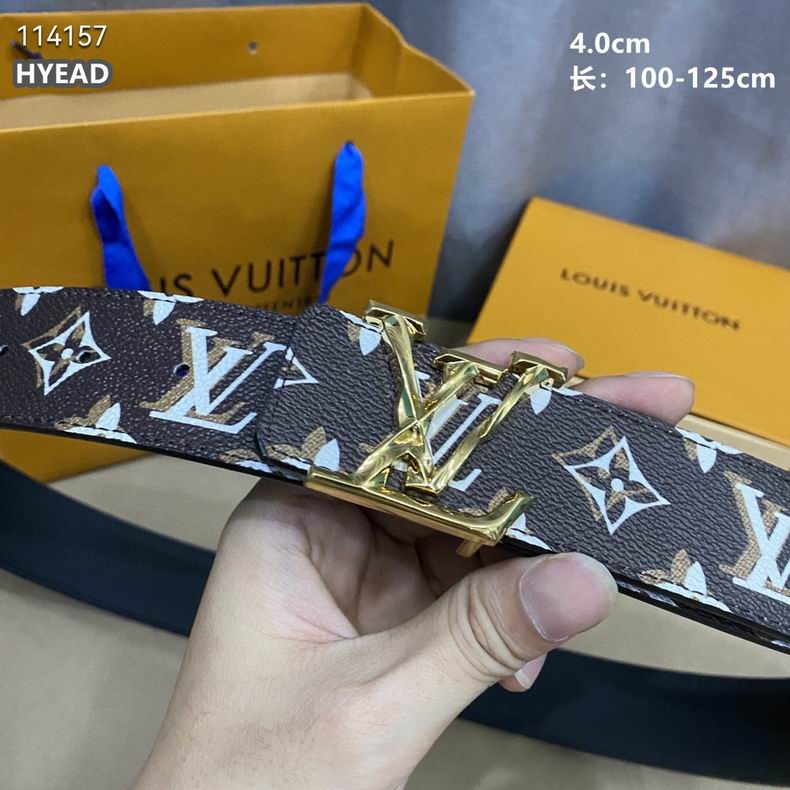 114157
HYEAD
4.0cm
长：100-125cm
LOUIS VUITTON
LOUIS VUITTON